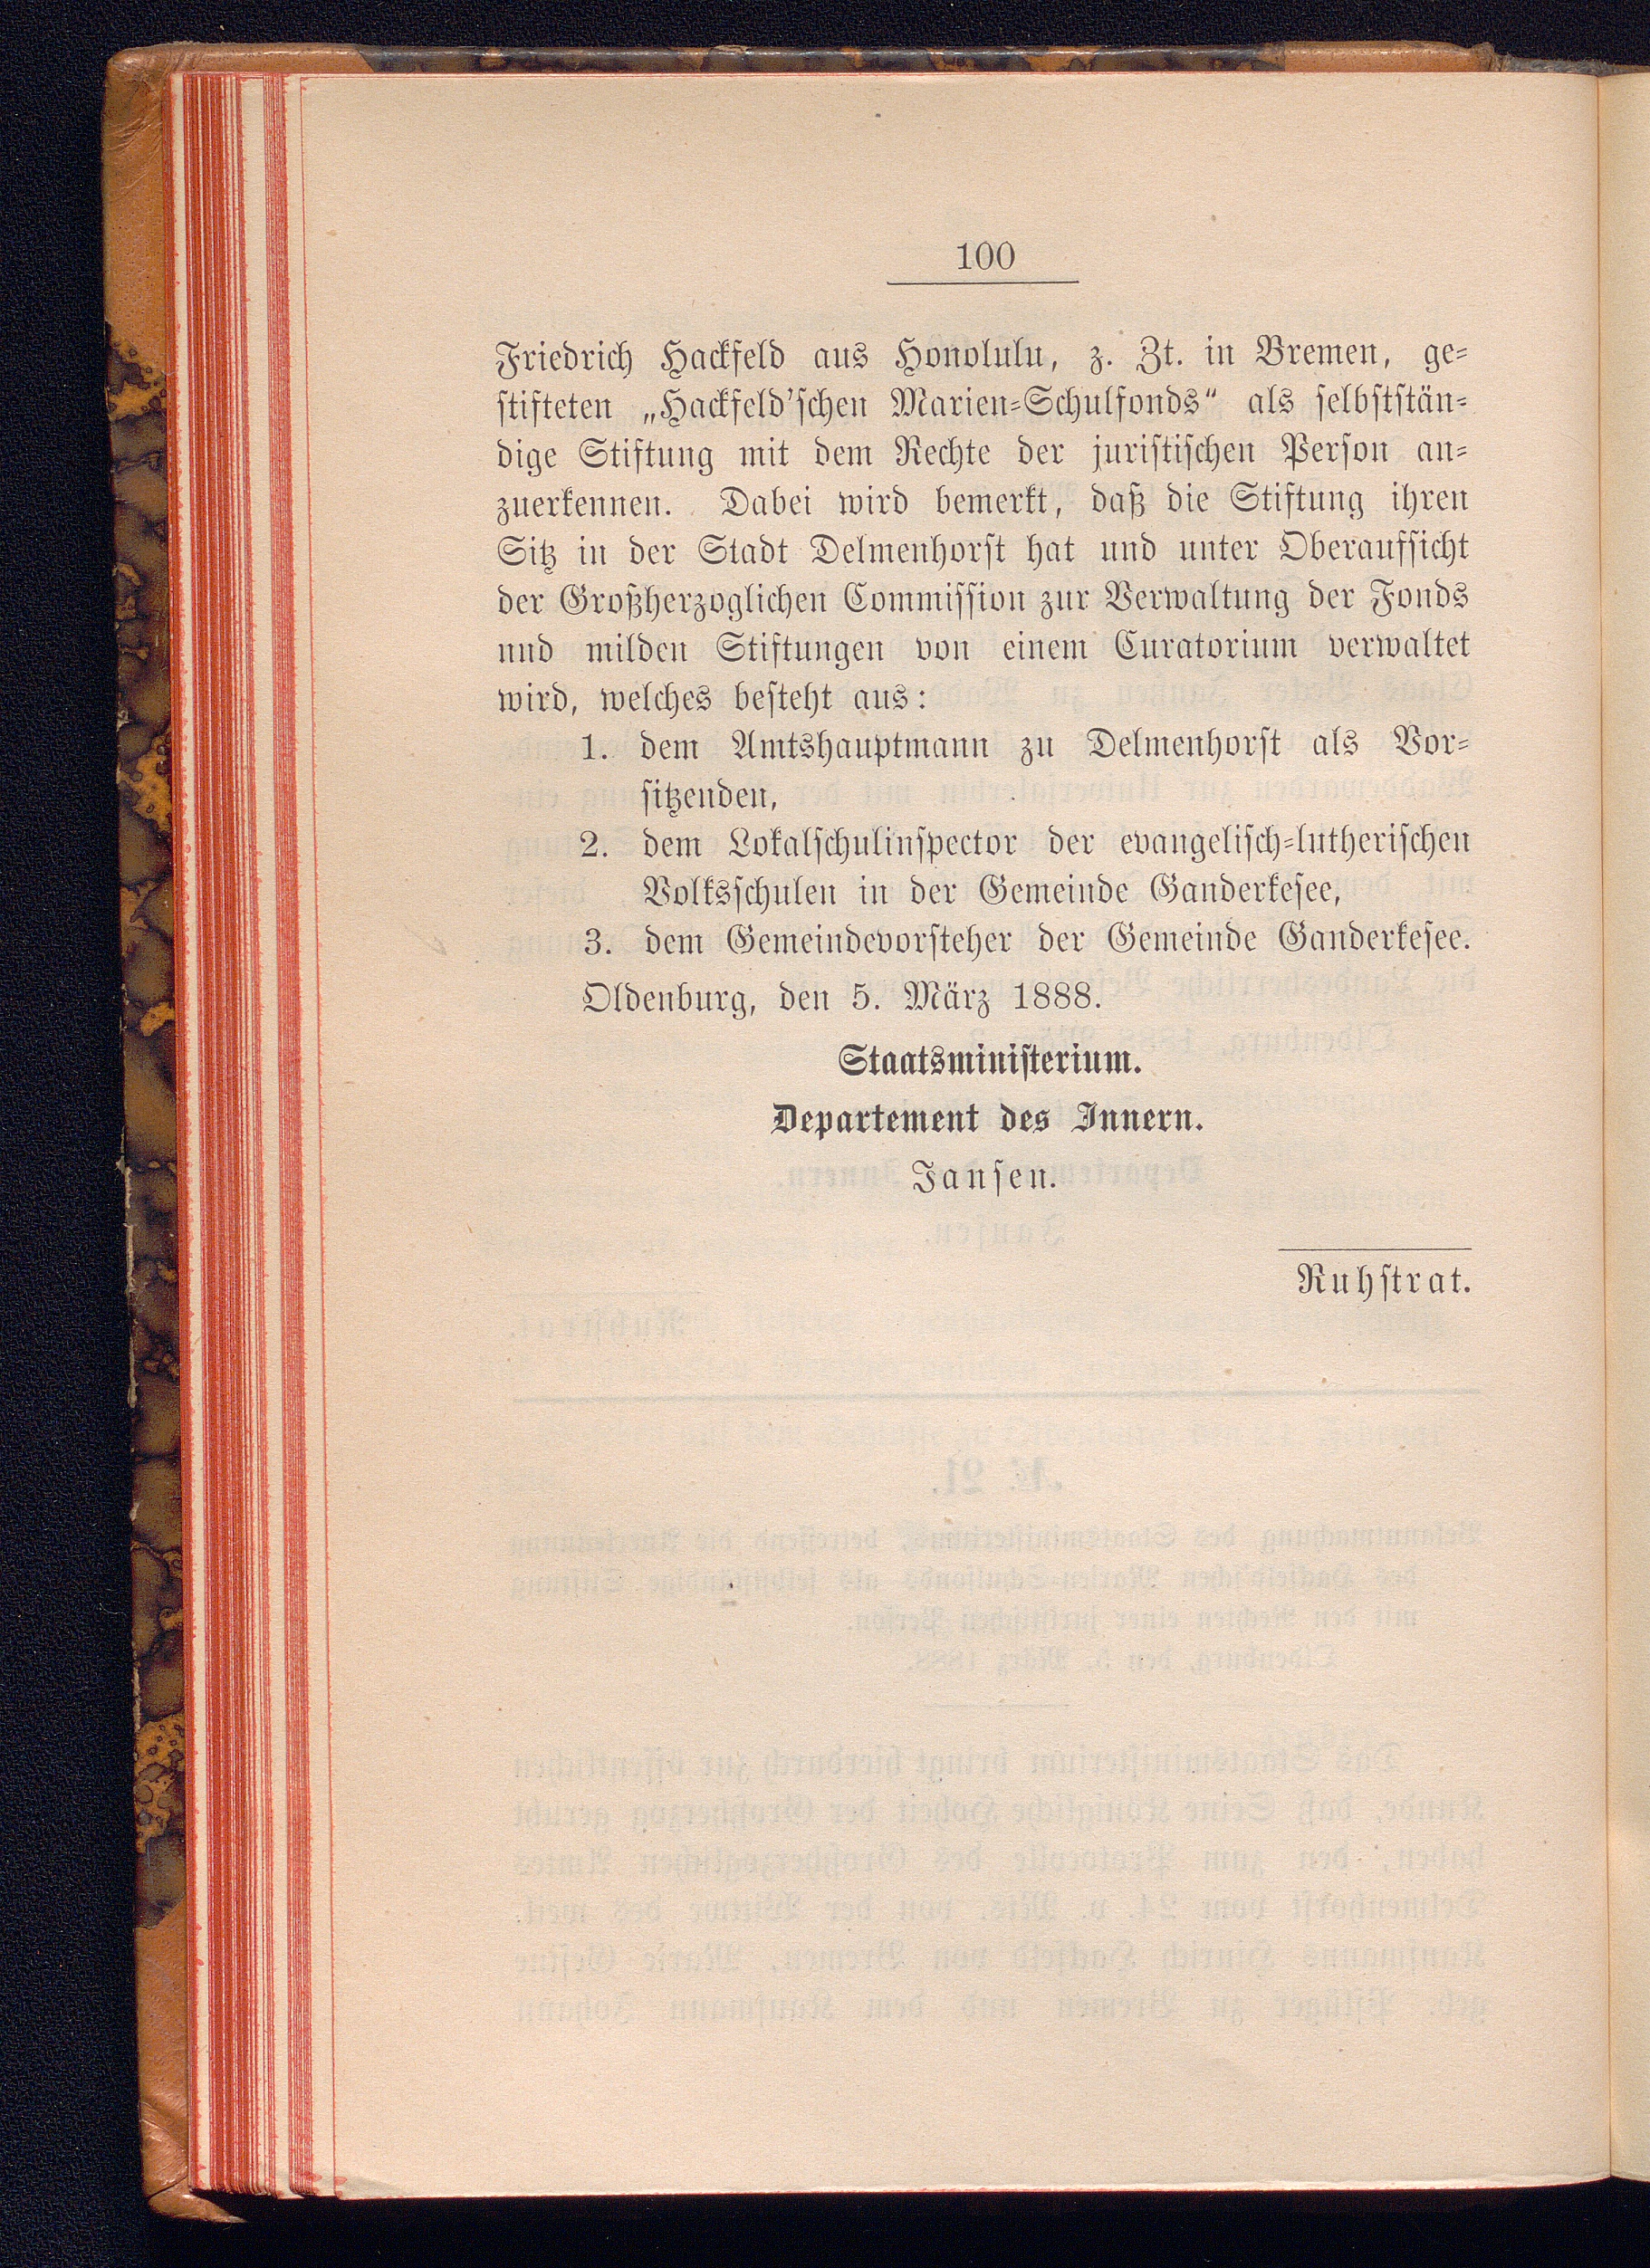 100
Friedrich Hackfeld aus Honolulu, z. Zt. in Bremen, ge-
stifteten „Hackfeld'schen Marien-Schulfonds“ als selbststän-
dige Stiftung mit dem Rechte der juristischen Person an-
zuerkennen. Dabei wird bemerkt, daß die Stiftung ihren
Sitz in der Stadt Delmenhorst hat und unter Oberaufsicht
der Großherzoglichen Commission zur Verwaltung der Fonds
und milden Stiftungen von einem Curatorium verwaltet
wird, welches besteht aus:
1. dem Amtshauptmann zu Delmenhorst als Vor-
sitzenden,
2. dem Lokalschulinspector der evangelisch-lutherischen
Volksschulen in der Gemeinde Ganderkesee,
3. dem Gemeindevorsteher der Gemeinde Ganderkesee.
Oldenburg, den 5. März 1888.
Staatsministerium.
Departement des Innern.
Jansen.
Ruhstrat.